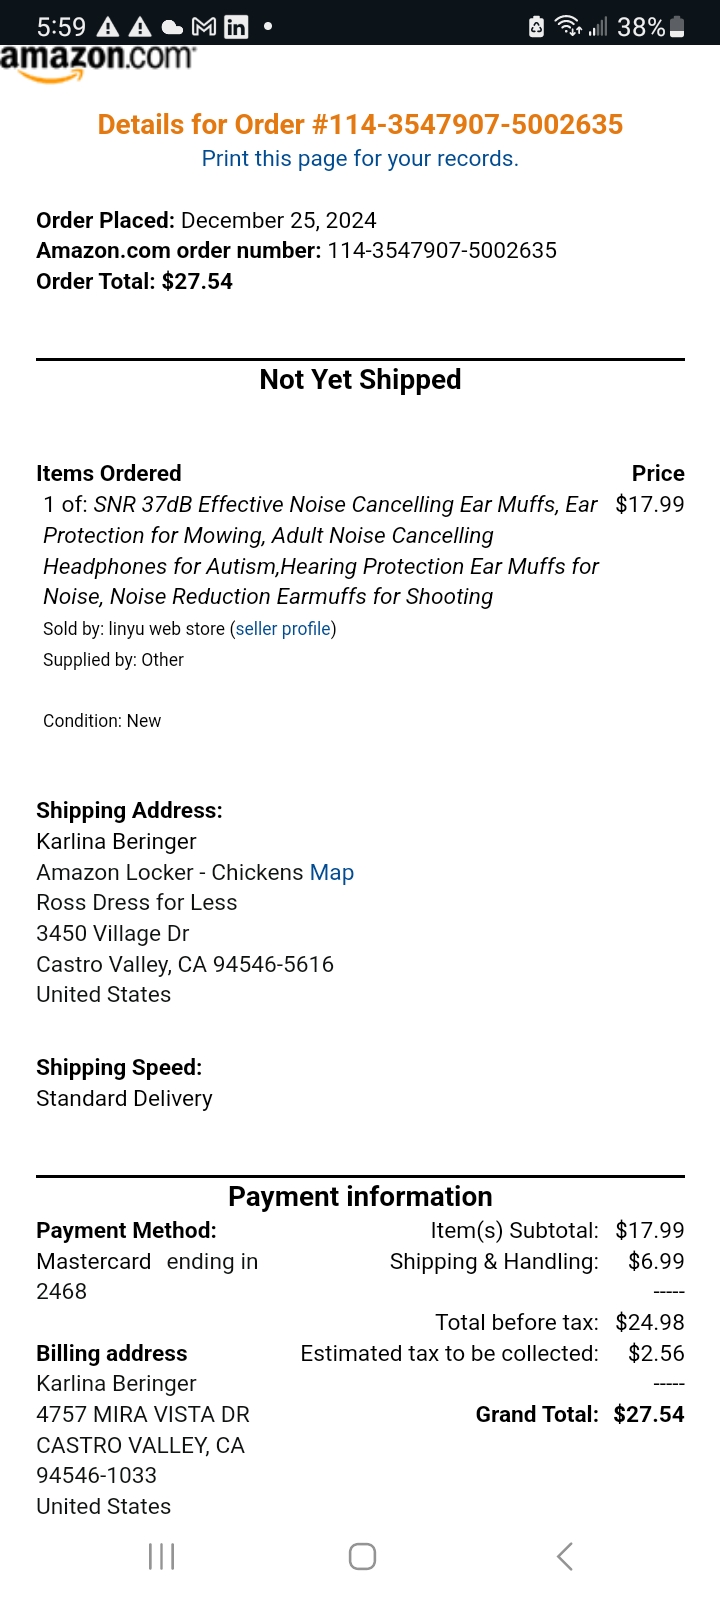 5:59
38%
amazon.com
Details for Order #114-3547907-5002635
Print this page for your records.
Order Placed: December 25, 2024
Amazon.com order number: 114-3547907-5002635
Order Total: $27.54
Not Yet Shipped
Items Ordered Price
1 of: SNR 37dB Effective Noise Cancelling Ear Muffs, Ear $17.99
Protection for Mowing, Adult Noise Cancelling
Headphones for Autism,Hearing Protection Ear Muffs for
Noise, Noise Reduction Earmuffs for Shooting
Sold by: linyu web store (seller profile)
Supplied by: Other
Condition: New
Shipping Address:
Karlina Beringer
Amazon Locker - Chickens Map
Ross Dress for Less
3450 Village Dr
Castro Valley, CA 94546-5616
United States
Shipping Speed:
Standard Delivery
Payment information
Payment Method:
Mastercard ending in
2468
Billing address
Karlina Beringer
4757 MIRA VISTA DR
CASTRO VALLEY, CA
94546-1033
United States
Item(s) Subtotal: $17.99
Shipping & Handling: $6.99
-----
Total before tax: $24.98
Estimated tax to be collected: $2.56
-----
Grand Total: $27.54